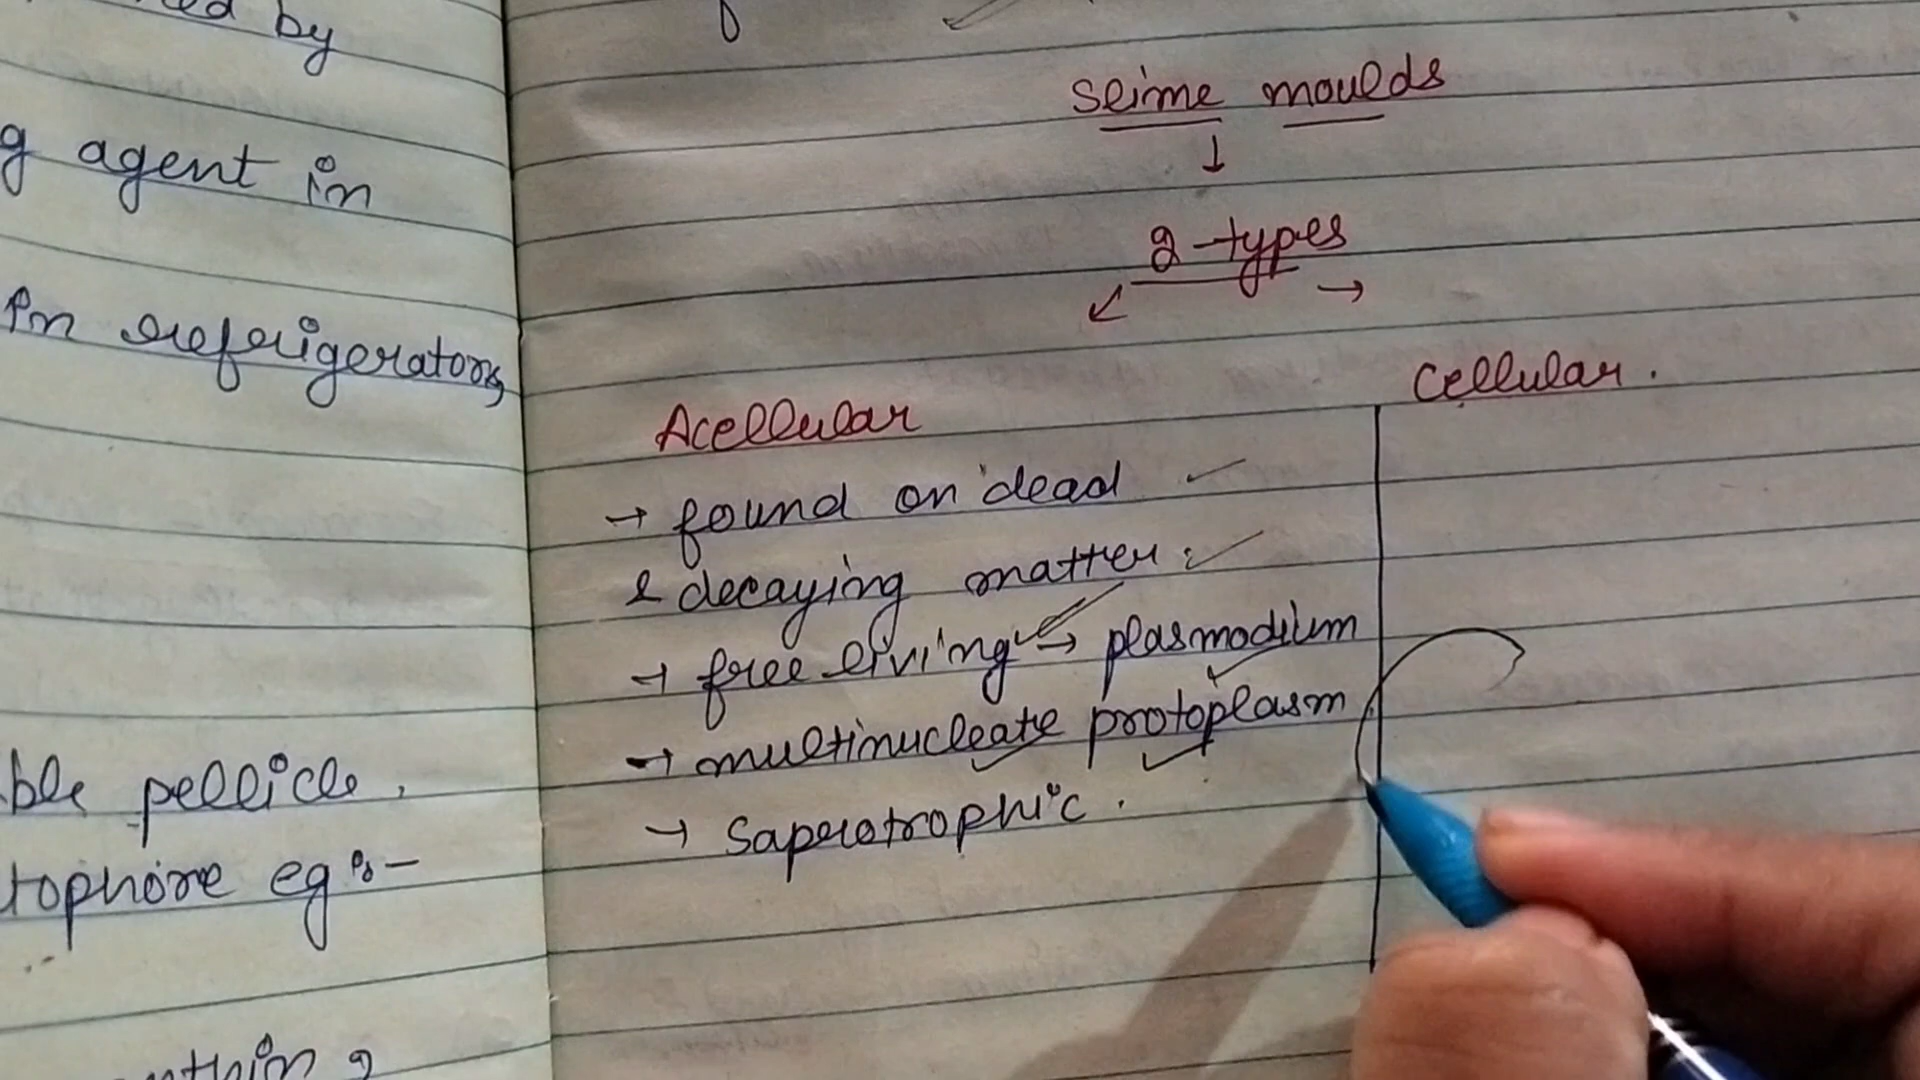 by
g agent in
in refrigerators
ble pellicle.
tophore eg:-
slime moulds
↓
2-types
↙ →
Acellular
Cellular.
→ found on dead
& decaying matter.
→ free living → plasmodium
→ multinucleate protoplasm
→ Saprotrophic.